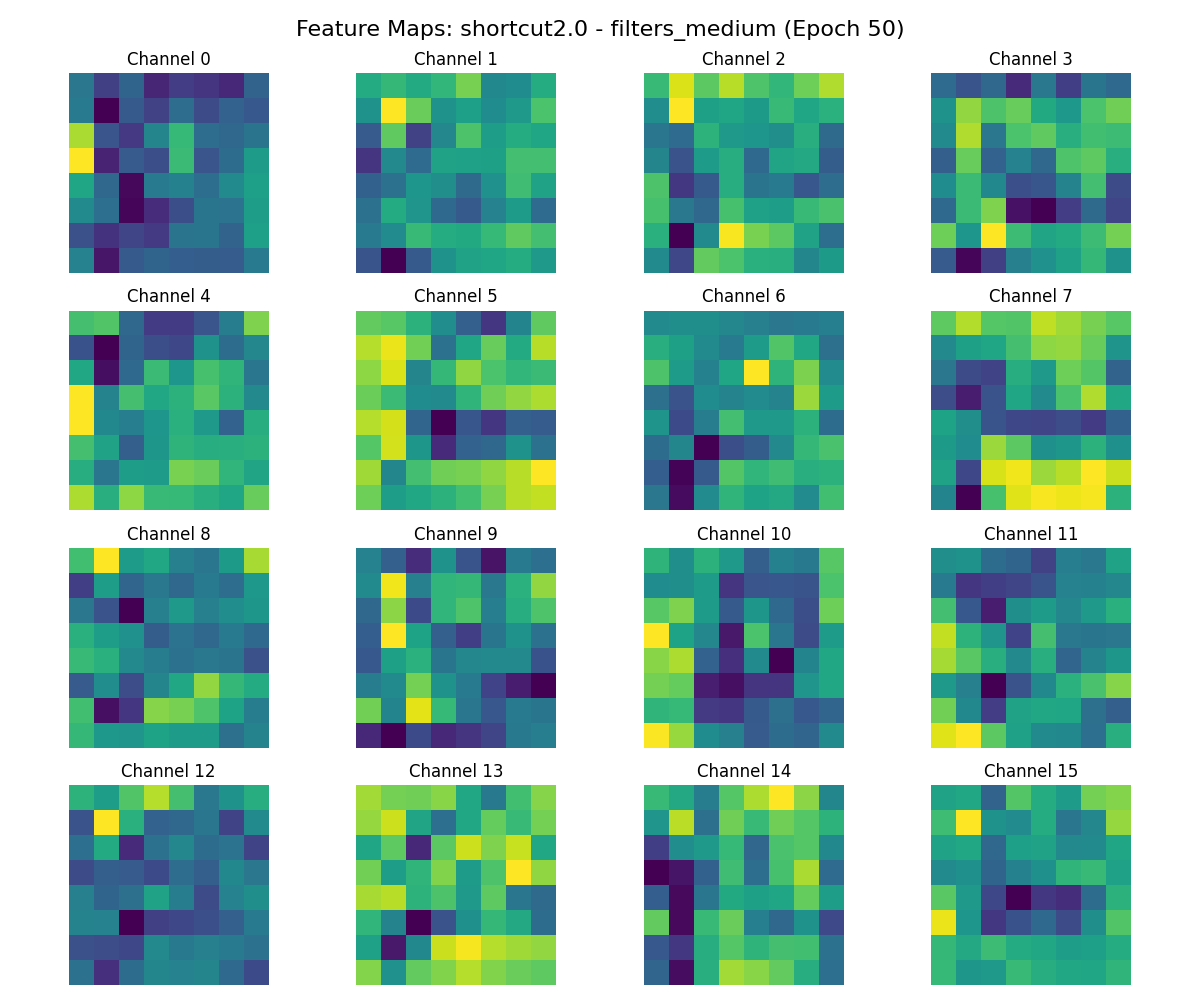 Feature Maps: shortcut2.0 - filters_medium (Epoch 50)
Channel 0 Channel 1 Channel 2 Channel 3
Channel 4 Channel 5 Channel 6 Channel 7
Channel 8 Channel 9 Channel 10 Channel 11
Channel 12 Channel 13 Channel 14 Channel 15